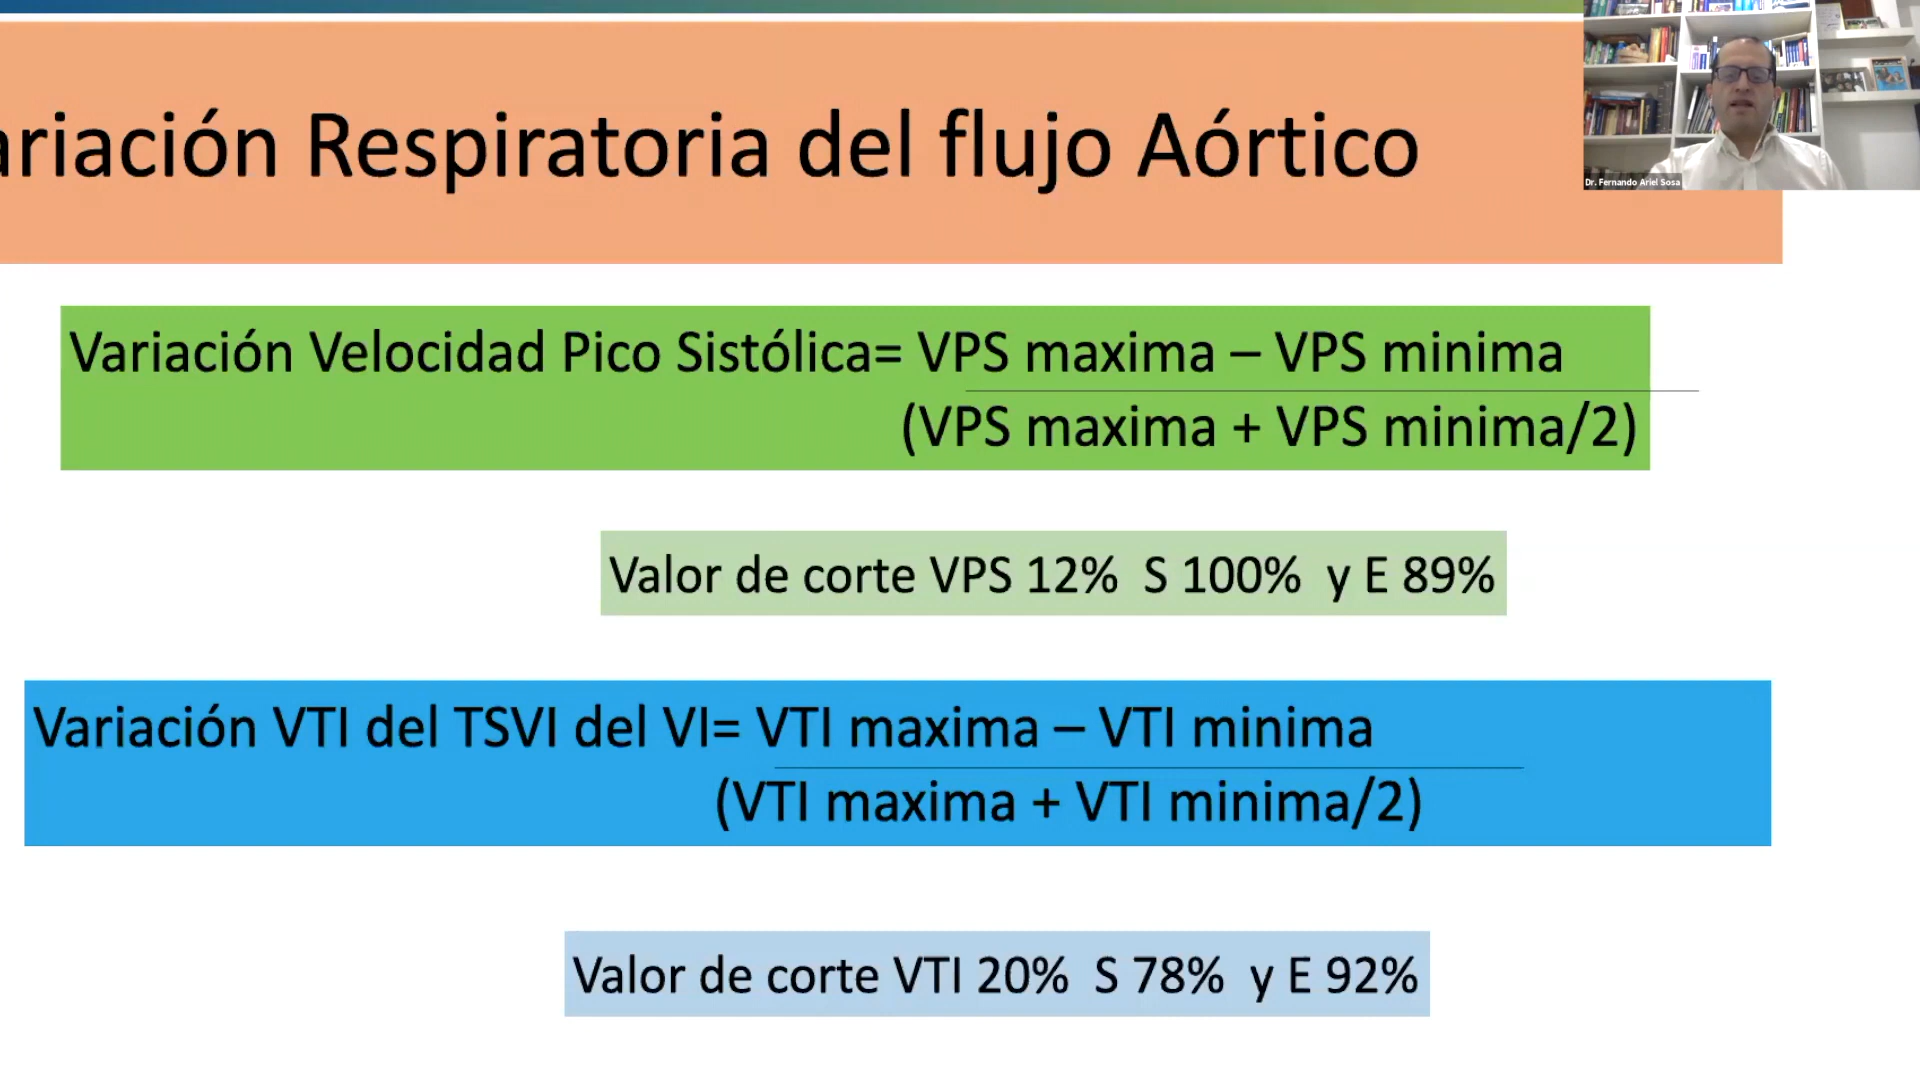 ariación Respiratoria del flujo Aórtico
Dr. Fernando Ariel Sosa
Variación Velocidad Pico Sistólica= VPS maxima – VPS minima
(VPS maxima + VPS minima/2)
Valor de corte VPS 12% S 100% y E 89%
Variación VTI del TSVI del VI= VTI maxima – VTI minima
(VTI maxima + VTI minima/2)
Valor de corte VTI 20% S 78% y E 92%